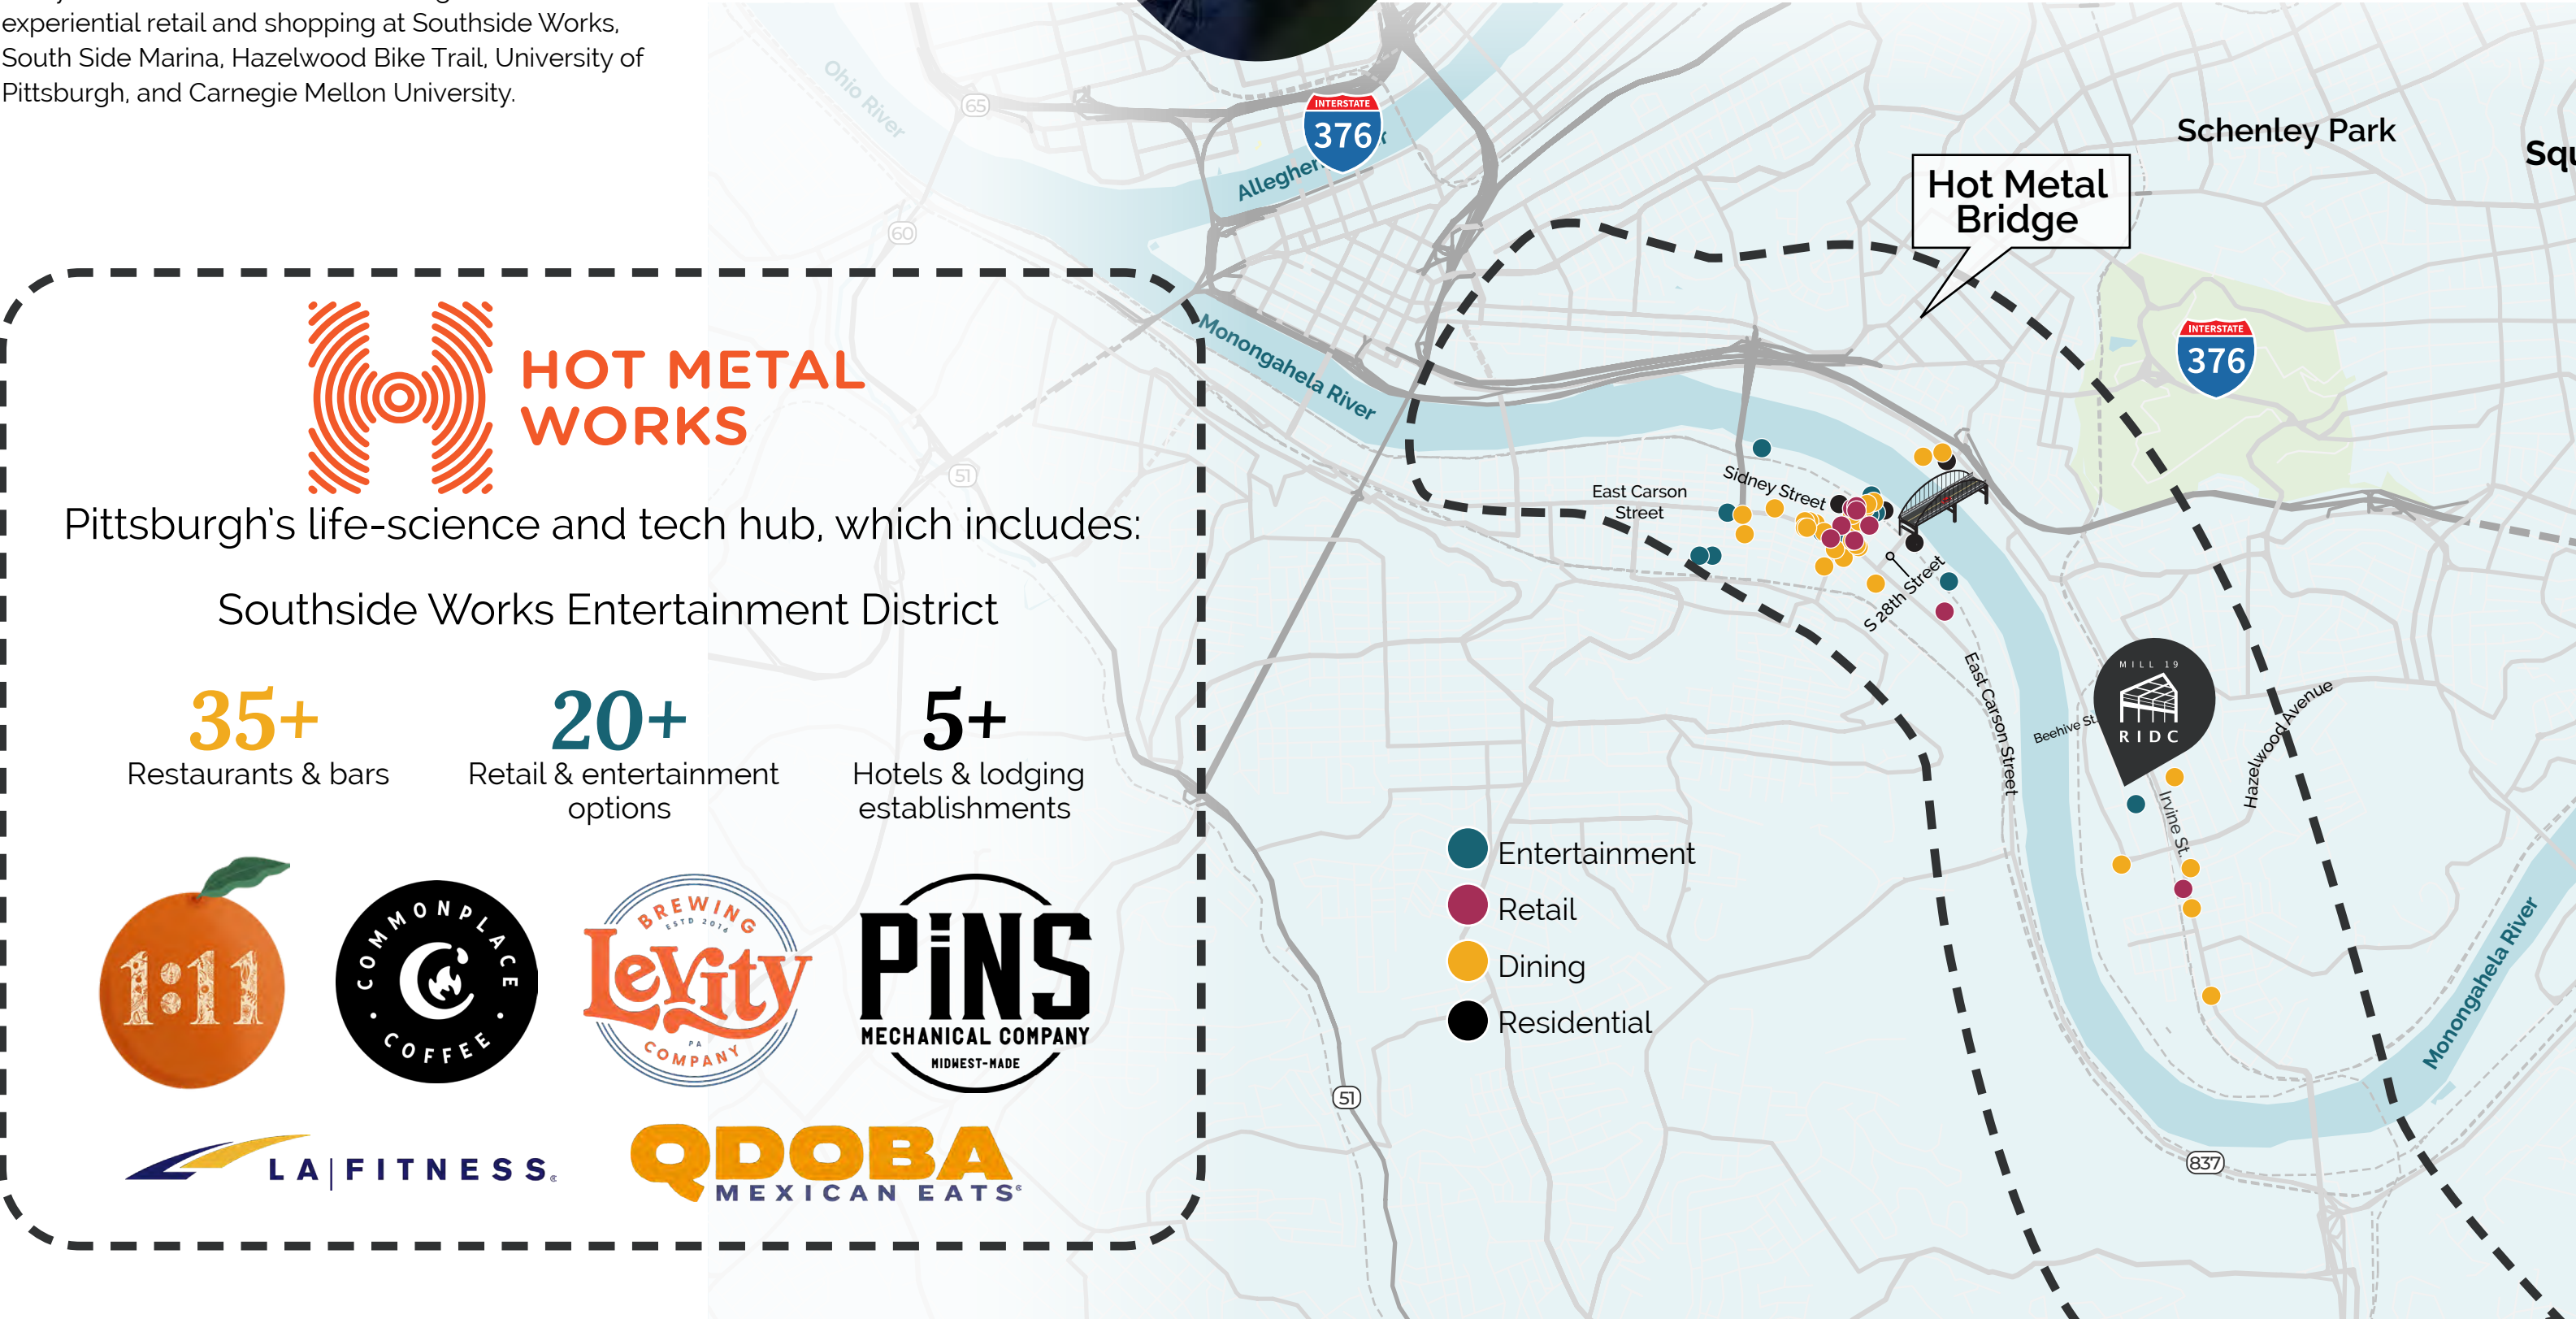 experiential retail and shopping at Southside Works,
South Side Marina, Hazelwood Bike Trail, University of
Pittsburgh, and Carnegie Mellon University.
HOT METAL
WORKS
Pittsburgh's life-science and tech hub, which includes:
Southside Works Entertainment District
35+
Restaurants & bars
20+
Retail & entertainment
options
5+
Hotels & lodging
establishments
1:11
COMMONPLACE
COFFEE
BREWING
ESTD 2016
Levity
PA
COMPANY
PiNS
MECHANICAL COMPANY
MIDWEST-MADE
LA|FITNESS
QDOBA
MEXICAN EATS
Ohio River
65
60
51
INTERSTATE
376
Monongahela River
Schenley Park
Hot Metal
Bridge
INTERSTATE
376
Sidney Street
East Carson
Street
S 28th Street
East Carson Street
Beehive St.
MILL 19
RIDC
Hazelwood Avenue
Irvine St.
Entertainment
Retail
Dining
Residential
51
Monongahela River
837